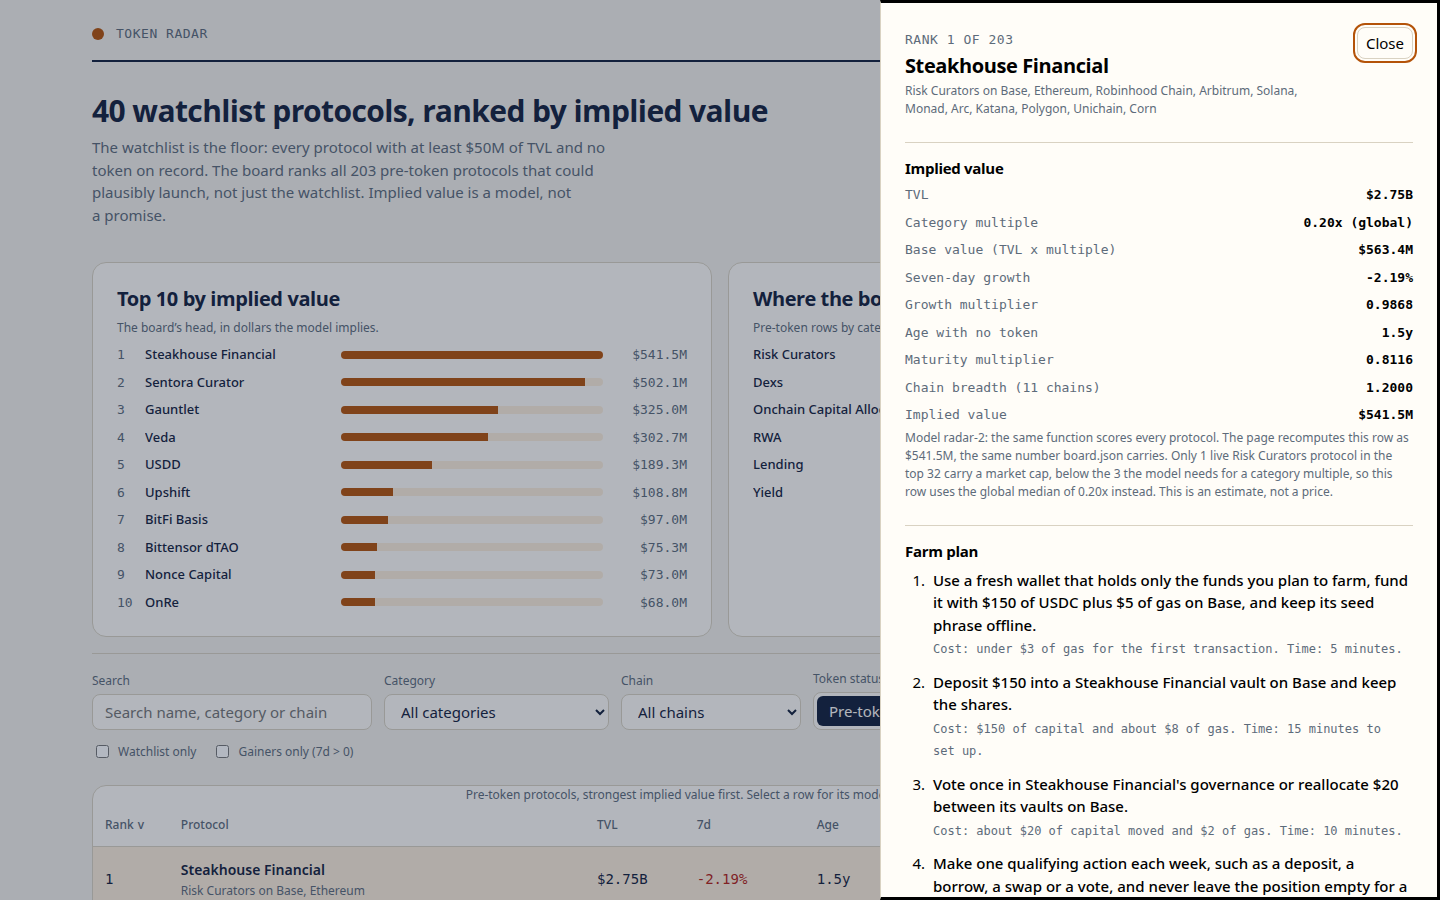 TOKEN RADAR
40 watchlist protocols, ranked by implied value
The watchlist is the floor: every protocol with at least $50M of TVL and no
token on record. The board ranks all 203 pre-token protocols that could
plausibly launch, not just the watchlist. Implied value is a model, not
a promise.
Top 10 by implied value
The board's head, in dollars the model implies.
1 Steakhouse Financial $541.5M
2 Sentora Curator $502.1M
3 Gauntlet $325.0M
4 Veda $302.7M
5 USDD $189.3M
6 Upshift $108.8M
7 BitFi Basis $97.0M
8 Bittensor dTAO $75.3M
9 Nonce Capital $73.0M
10 OnRe $68.0M
Where the bo
Pre-token rows by cate
Risk Curators
Dexs
Onchain Capital Allo
RWA
Lending
Yield
Search
Category
Chain
Token status
Search name, category or chain
All categories
All chains
Pre-tok
Watchlist only
Gainers only (7d > 0)
Pre-token protocols, strongest implied value first. Select a row for its mod
Rank v Protocol TVL 7d Age
1 Steakhouse Financial $2.75B -2.19% 1.5y
Risk Curators on Base, Ethereum
RANK 1 OF 203
Close
Steakhouse Financial
Risk Curators on Base, Ethereum, Robinhood Chain, Arbitrum, Solana,
Monad, Arc, Katana, Polygon, Unichain, Corn
Implied value
TVL $2.75B
Category multiple 0.20x (global)
Base value (TVL x multiple) $563.4M
Seven-day growth -2.19%
Growth multiplier 0.9868
Age with no token 1.5y
Maturity multiplier 0.8116
Chain breadth (11 chains) 1.2000
Implied value $541.5M
Model radar-2: the same function scores every protocol. The page recomputes this row as
$541.5M, the same number board.json carries. Only 1 live Risk Curators protocol in the
top 32 carry a market cap, below the 3 the model needs for a category multiple, so this
row uses the global median of 0.20x instead. This is an estimate, not a price.
Farm plan
1. Use a fresh wallet that holds only the funds you plan to farm, fund
it with $150 of USDC plus $5 of gas on Base, and keep its seed
phrase offline.
Cost: under $3 of gas for the first transaction. Time: 5 minutes.
2. Deposit $150 into a Steakhouse Financial vault on Base and keep
the shares.
Cost: $150 of capital and about $8 of gas. Time: 15 minutes to
set up.
3. Vote once in Steakhouse Financial's governance or reallocate $20
between its vaults on Base.
Cost: about $20 of capital moved and $2 of gas. Time: 10 minutes.
4. Make one qualifying action each week, such as a deposit, a
borrow, a swap or a vote, and never leave the position empty for a